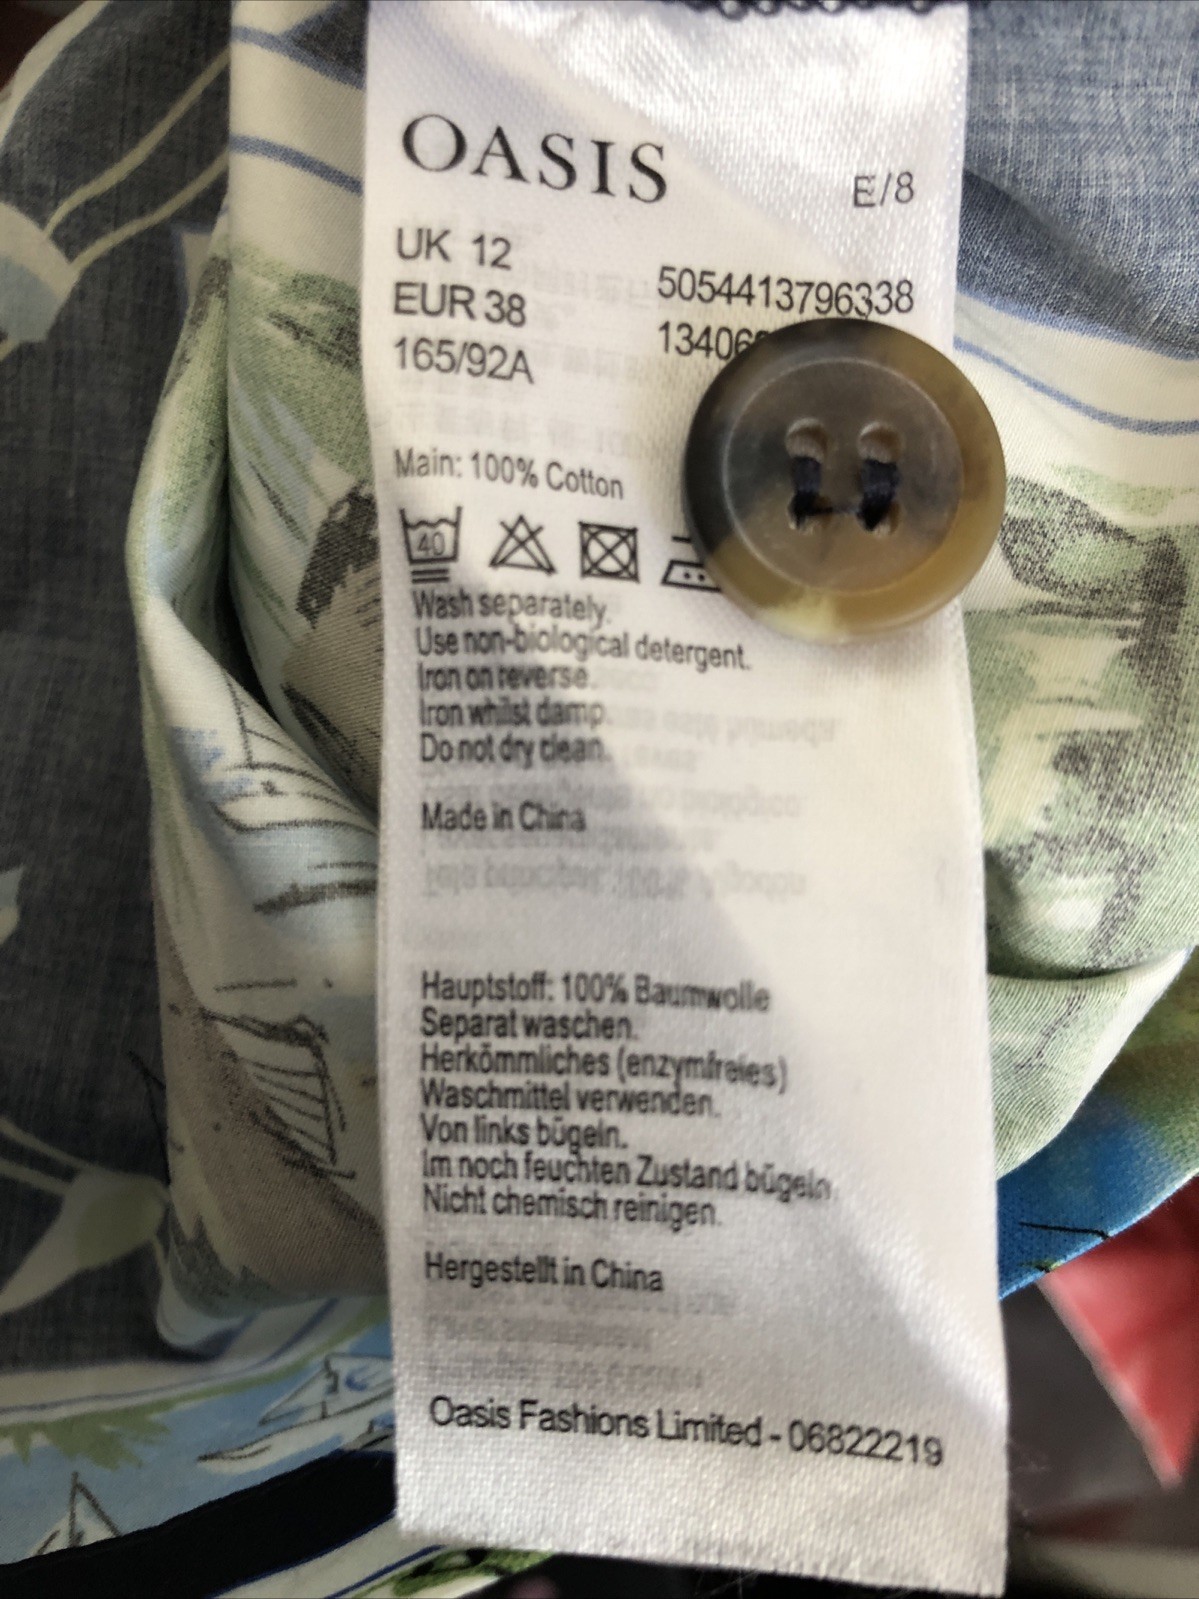 OASIS
E/8
UK 12
EUR 38
165/92A
5054413796338
13406
Main: 100% Cotton
40
Wash separately.
Use non-biological detergent.
Iron on reverse.
Iron whilst damp.
Do not dry clean.
Made in China
Hauptstoff: 100% Baumwolle
Separat waschen.
Herkömmliches (enzymfreies)
Waschmittel verwenden.
Von links bügeln.
Im noch feuchten Zustand bügeln.
Nicht chemisch reinigen.
Hergestellt in China
Oasis Fashions Limited - 06822219